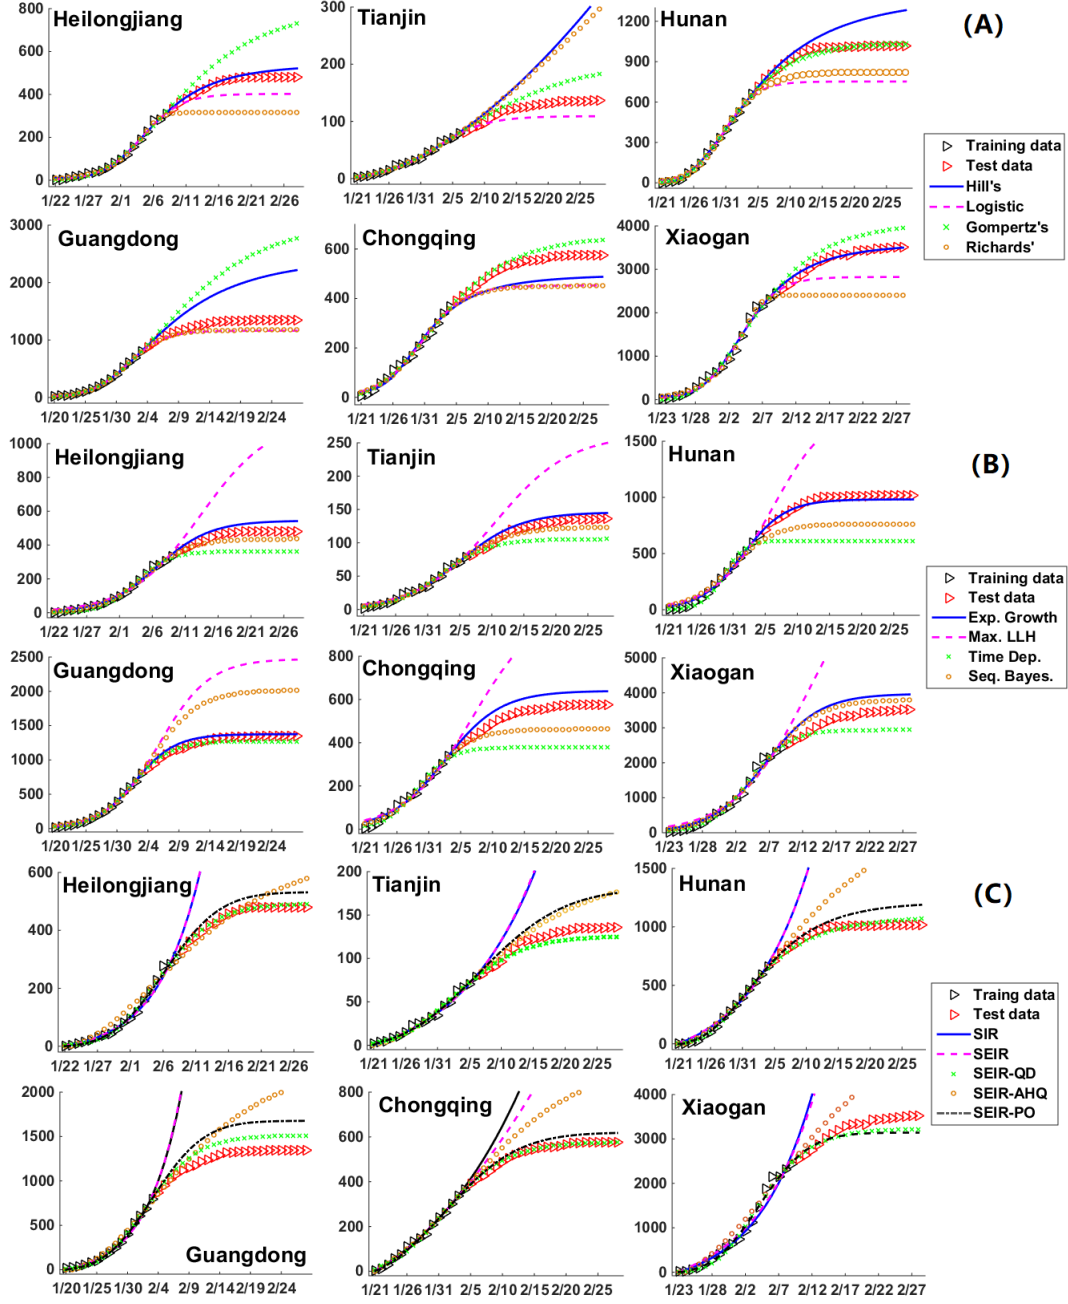 Heilongjiang
800
600
400
200
0
1/22 1/27 2/1 2/6 2/11 2/16 2/21 2/26
Tianjin
300
200
100
0
1/21 1/26 1/31 2/5 2/10 2/15 2/20 2/25
Hunan
1200
900
600
300
0
1/21 1/26 1/31 2/5 2/10 2/15 2/20 2/25
(A)
Training data
Test data
Hill's
Logistic
Gompertz's
Richards'
Guangdong
3000
2000
1000
0
1/20 1/25 1/30 2/4 2/9 2/14 2/19 2/24
Chongqing
600
400
200
0
1/21 1/26 1/31 2/5 2/10 2/15 2/20 2/25
Xiaogan
4000
3000
2000
1000
0
1/23 1/28 2/2 2/7 2/12 2/17 2/22 2/27
Heilongjiang
1000
800
600
400
200
0
1/22 1/27 2/1 2/6 2/11 2/16 2/21 2/26
Tianjin
250
200
150
100
50
0
1/21 1/26 1/31 2/5 2/10 2/15 2/20 2/25
Hunan
1500
1000
500
0
1/21 1/26 1/31 2/5 2/10 2/15 2/20 2/25
(B)
Training data
Test data
Exp. Growth
Max. LLH
Time Dep.
Seq. Bayes.
Guangdong
2500
2000
1500
1000
500
0
1/20 1/25 1/30 2/4 2/9 2/14 2/19 2/24
Chongqing
800
600
400
200
0
1/21 1/26 1/31 2/5 2/10 2/15 2/20 2/25
Xiaogan
5000
4000
3000
2000
1000
0
1/23 1/28 2/2 2/7 2/12 2/17 2/22 2/27
Heilongjiang
600
400
200
0
1/22 1/27 2/1 2/6 2/11 2/16 2/21 2/26
Tianjin
200
150
100
50
0
1/21 1/26 1/31 2/5 2/10 2/15 2/20 2/25
Hunan
1500
1000
500
0
1/21 1/26 1/31 2/5 2/10 2/15 2/20 2/25
(C)
Traing data
Test data
SIR
SEIR
SEIR-QD
SEIR-AHQ
SEIR-PO
2000
1500
1000
500
0
Guangdong
1/20 1/25 1/30 2/4 2/9 2/14 2/19 2/24
Chongqing
800
600
400
200
0
1/21 1/26 1/31 2/5 2/10 2/15 2/20 2/25
Xiaogan
4000
3000
2000
1000
0
1/23 1/28 2/2 2/7 2/12 2/17 2/22 2/27